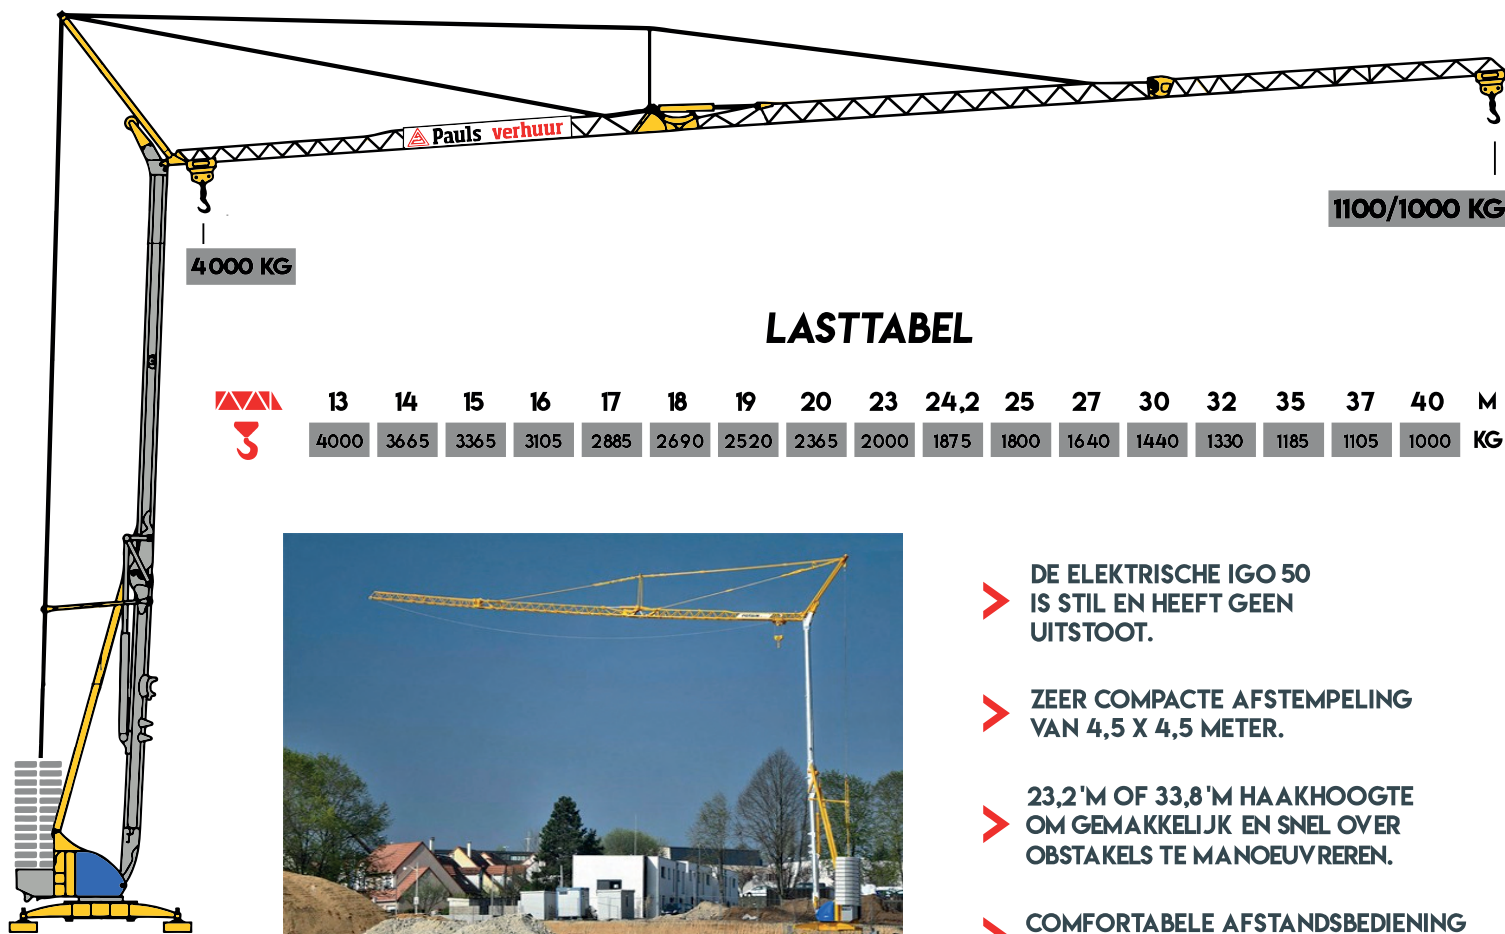 Pauls verhuur
1100/1000 KG
4000 KG
LASTTABEL
13 14 15 16 17 18 19 20 23 24,2 25 27 30 32 35 37 40 M
4000 3665 3365 3105 2885 2690 2520 2365 2000 1875 1800 1640 1440 1330 1185 1105 1000 KG
DE ELEKTRISCHE IGO 50
IS STIL EN HEEFT GEEN
UITSTOOT.
ZEER COMPACTE AFSTEMPELING
VAN 4,5 X 4,5 METER.
23,2'M OF 33,8'M HAAKHOOGTE
OM GEMAKKELIJK EN SNEL OVER
OBSTAKELS TE MANOEUVREREN.
COMFORTABELE AFSTANDSBEDIENING